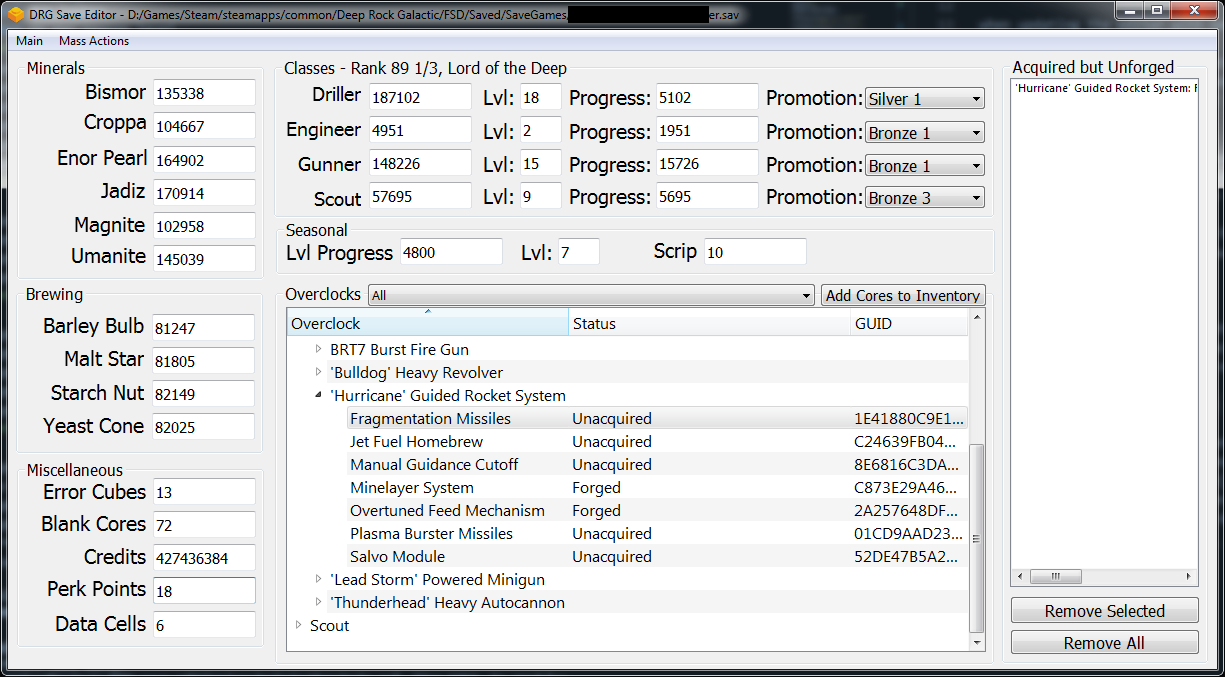 DRG Save Editor - D:/Games/Steam/steamapps/common/Deep Rock Galactic/FSD/Saved/SaveGames/ er.sav
Main Mass Actions
Minerals
Bismor 135338
Croppa 104667
Enor Pearl 164902
Jadiz 170914
Magnite 102958
Umanite 145039
Brewing
Barley Bulb 81247
Malt Star 81805
Starch Nut 82149
Yeast Cone 82025
Miscellaneous
Error Cubes 13
Blank Cores 72
Credits 427436384
Perk Points 18
Data Cells 6
Classes - Rank 89 1/3, Lord of the Deep
Driller 187102 Lvl: 18 Progress: 5102 Promotion: Silver 1
Engineer 4951 Lvl: 2 Progress: 1951 Promotion: Bronze 1
Gunner 148226 Lvl: 15 Progress: 15726 Promotion: Bronze 1
Scout 57695 Lvl: 9 Progress: 5695 Promotion: Bronze 3
Seasonal
Lvl Progress 4800 Lvl: 7 Scrip 10
Overclocks All Add Cores to Inventory
Overclock Status GUID
BRT7 Burst Fire Gun
'Bulldog' Heavy Revolver
'Hurricane' Guided Rocket System
Fragmentation Missiles Unacquired 1E41880C9E1...
Jet Fuel Homebrew Unacquired C24639FB04...
Manual Guidance Cutoff Unacquired 8E6816C3DA...
Minelayer System Forged C873E29A46...
Overtuned Feed Mechanism Forged 2A257648DF...
Plasma Burster Missiles Unacquired 01CD9AAD23...
Salvo Module Unacquired 52DE47B5A2...
'Lead Storm' Powered Minigun
'Thunderhead' Heavy Autocannon
Scout
Acquired but Unforged
'Hurricane' Guided Rocket System:
Remove Selected
Remove All